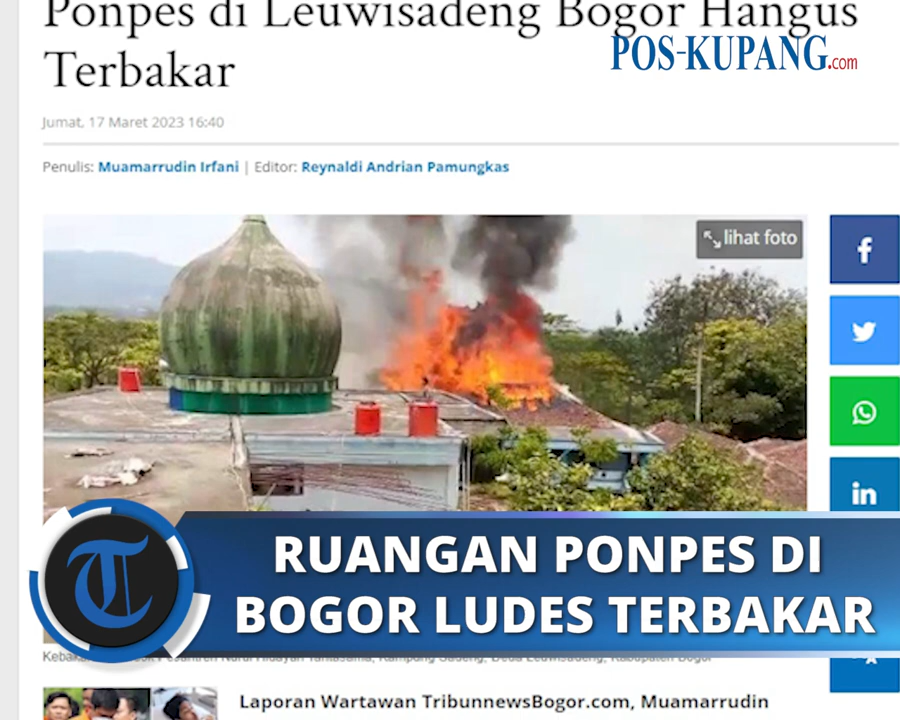 Ponpes di Leuwisadeng Bogor Hangus
Terbakar
POS-KUPANG.com
Jumat, 17 Maret 2023 16:40
Penulis: Muamarrudin Irfani | Editor: Reynaldi Andrian Pamungkas
lihat foto
f
in
T
RUANGAN PONPES DI
BOGOR LUDES TERBAKAR
Laporan Wartawan TribunnewsBogor.com, Muamarrudin